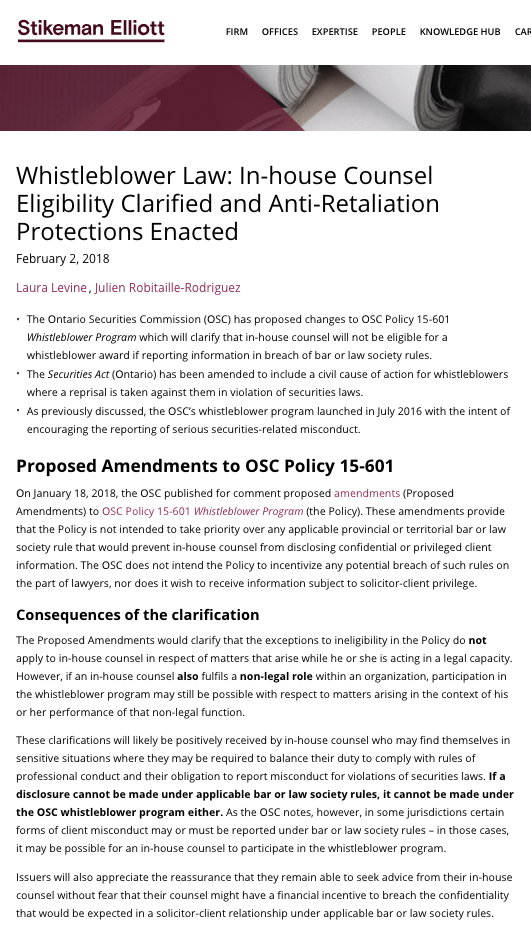 Stikeman Elliott
FIRM OFFICES EXPERTISE PEOPLE KNOWLEDGE HUB CAR
Whistleblower Law: In-house Counsel
Eligibility Clarified and Anti-Retaliation
Protections Enacted
February 2, 2018
Laura Levine, Julien Robitaille-Rodriguez
• The Ontario Securities Commission (OSC) has proposed changes to OSC Policy 15-601
Whistleblower Program which will clarify that in-house counsel will not be eligible for a
whistleblower award if reporting information in breach of bar or law society rules.
• The Securities Act (Ontario) has been amended to include a civil cause of action for whistleblowers
where a reprisal is taken against them in violation of securities laws.
• As previously discussed, the OSC’s whistleblower program launched in July 2016 with the intent of
encouraging the reporting of serious securities-related misconduct.
Proposed Amendments to OSC Policy 15-601
On January 18, 2018, the OSC published for comment proposed amendments (Proposed
Amendments) to OSC Policy 15-601 Whistleblower Program (the Policy). These amendments provide
that the Policy is not intended to take priority over any applicable provincial or territorial bar or law
society rule that would prevent in-house counsel from disclosing confidential or privileged client
information. The OSC does not intend the Policy to incentivize any potential breach of such rules on
the part of lawyers, nor does it wish to receive information subject to solicitor-client privilege.
Consequences of the clarification
The Proposed Amendments would clarify that the exceptions to ineligibility in the Policy do not
apply to in-house counsel in respect of matters that arise while he or she is acting in a legal capacity.
However, if an in-house counsel also fulfils a non-legal role within an organization, participation in
the whistleblower program may still be possible with respect to matters arising in the context of his
or her performance of that non-legal function.
These clarifications will likely be positively received by in-house counsel who may find themselves in
sensitive situations where they may be required to balance their duty to comply with rules of
professional conduct and their obligation to report misconduct for violations of securities laws. If a
disclosure cannot be made under applicable bar or law society rules, it cannot be made under
the OSC whistleblower program either. As the OSC notes, however, in some jurisdictions certain
forms of client misconduct may or must be reported under bar or law society rules – in those cases,
it may be possible for an in-house counsel to participate in the whistleblower program.
Issuers will also appreciate the reassurance that they remain able to seek advice from their in-house
counsel without fear that their counsel might have a financial incentive to breach the confidentiality
that would be expected in a solicitor-client relationship under applicable bar or law society rules.